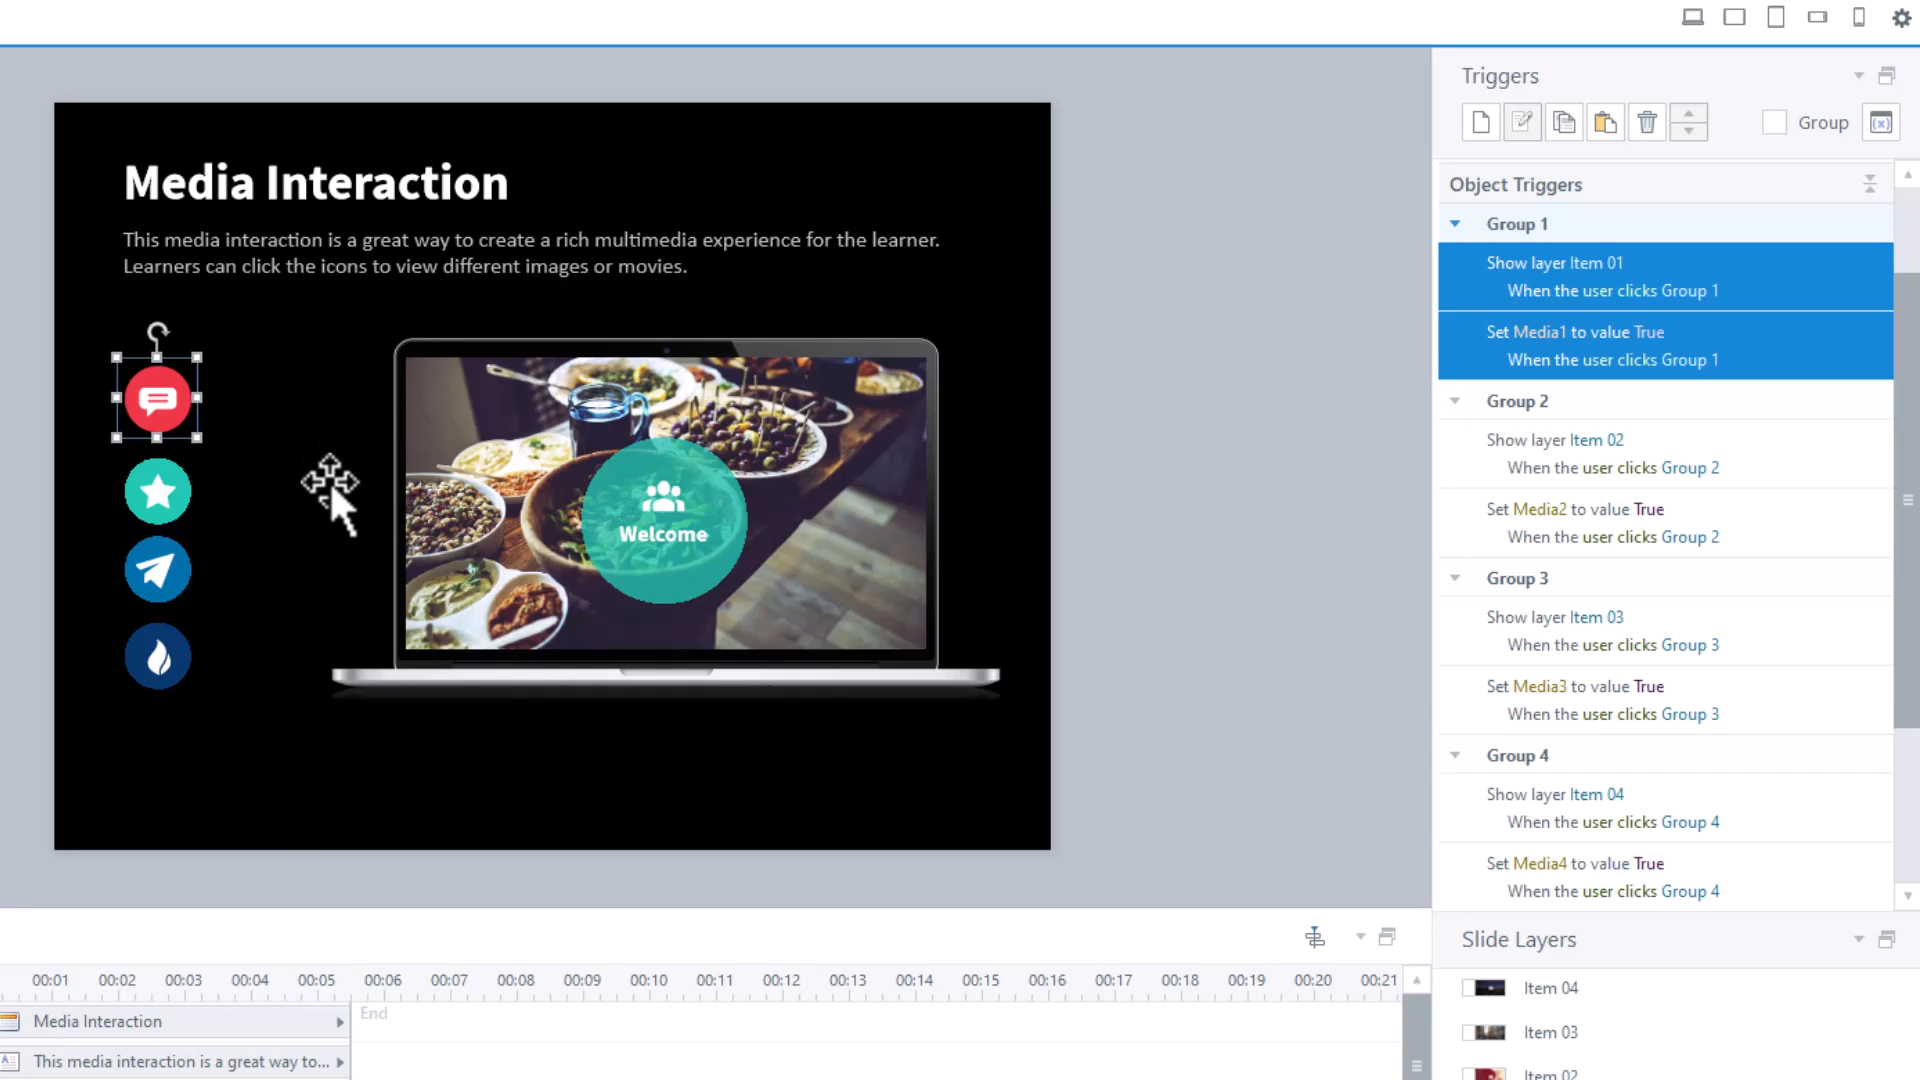 Triggers
Group
(x)
Object Triggers
Group 1
Show layer Item 01
When the user clicks Group 1
Set Media1 to value True
When the user clicks Group 1
Group 2
Show layer Item 02
When the user clicks Group 2
Set Media2 to value True
When the user clicks Group 2
Group 3
Show layer Item 03
When the user clicks Group 3
Set Media3 to value True
When the user clicks Group 3
Group 4
Show layer Item 04
When the user clicks Group 4
Set Media4 to value True
When the user clicks Group 4
Media Interaction
This media interaction is a great way to create a rich multimedia experience for the learner.
Learners can click the icons to view different images or movies.
Welcome
00:01 00:02 00:03 00:04 00:05 00:06 00:07 00:08 00:09 00:10 00:11 00:12 00:13 00:14 00:15 00:16 00:17 00:18 00:19 00:20 00:21
Media Interaction
End
This media interaction is a great way to...
Slide Layers
Item 04
Item 03
Item 02